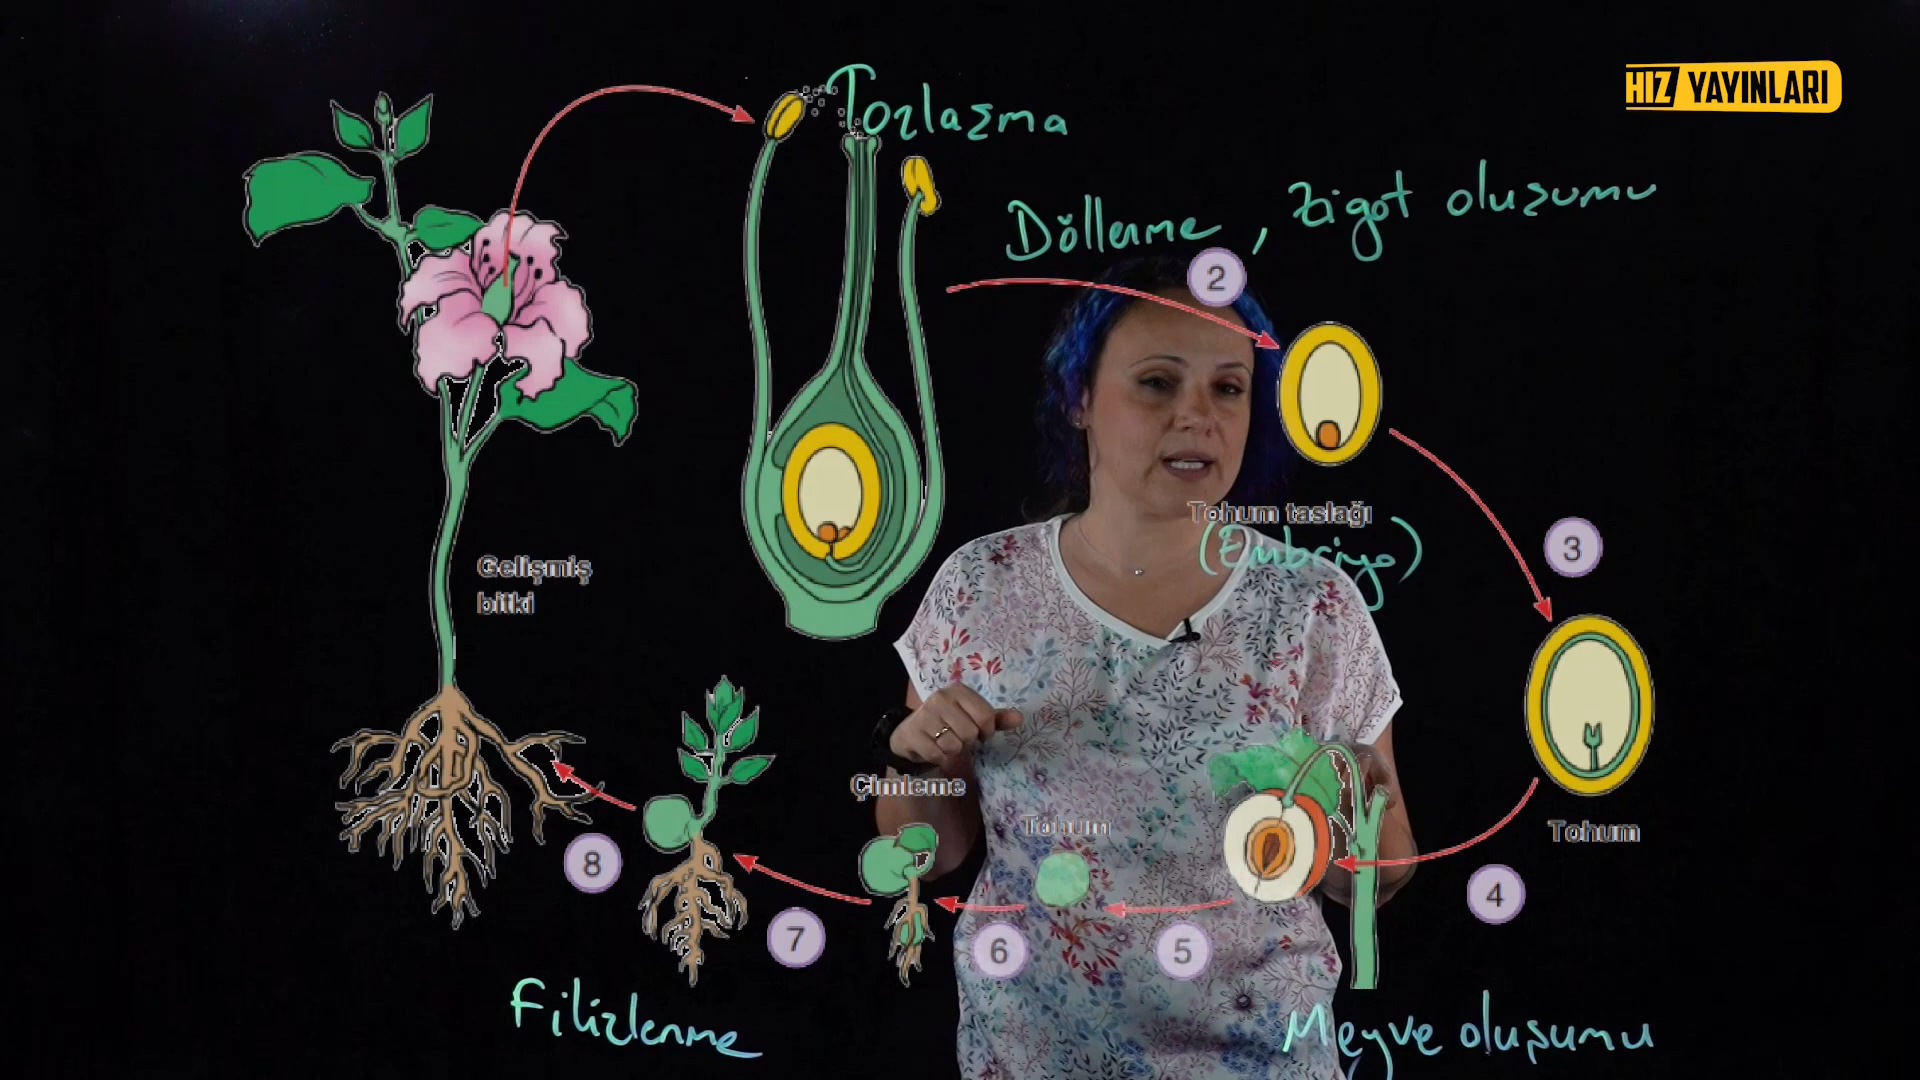 HIZ YAYINLARI
Tozlaşma
Döllenme, Zigot oluşumu
2
Tohum taslağı
(Embriyo)
3
Gelişmiş
bitki
Çimleme
Tohum
Tohum
8
7
6
5
4
Filizlenme
Meyve oluşumu